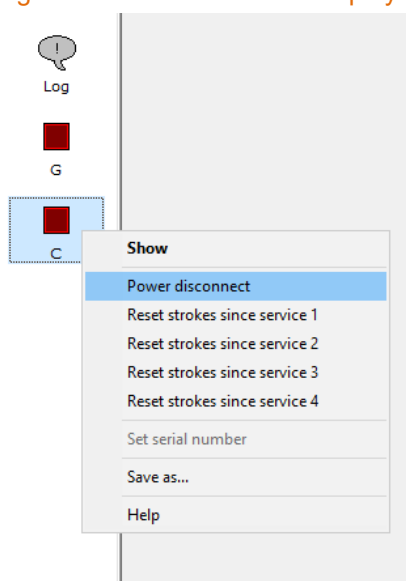 Log
G
C
Show
Power disconnect
Reset strokes since service 1
Reset strokes since service 2
Reset strokes since service 3
Reset strokes since service 4
Set serial number
Save as...
Help